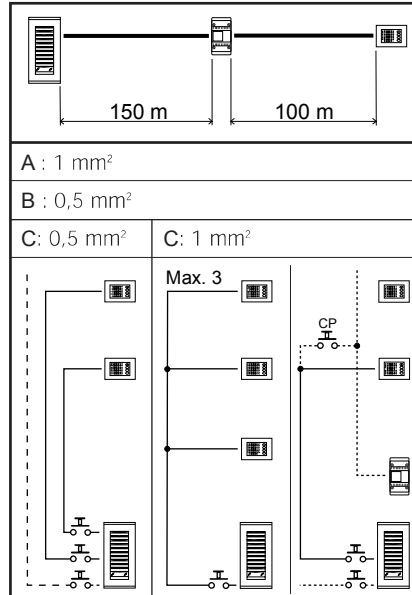 150 m 100 m
A : 1 mm²
B : 0,5 mm²
C: 0,5 mm² C: 1 mm²
Max. 3
CP